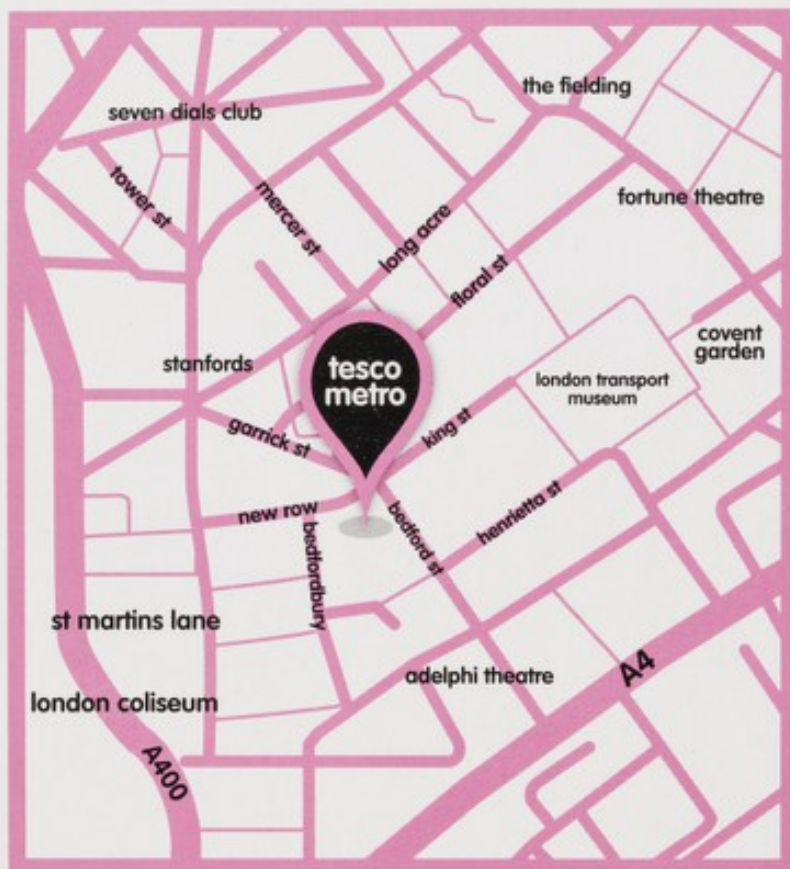 the fielding
seven dials club
tower st
mercer st
fortune theatre
long acre
floral st
covent
garden
stanfords
tesco
metro
london transport
museum
garrick st
king st
new row
bedfordbury
bedford st
henrietta st
st martins lane
adelphi theatre
A4
london coliseum
A400